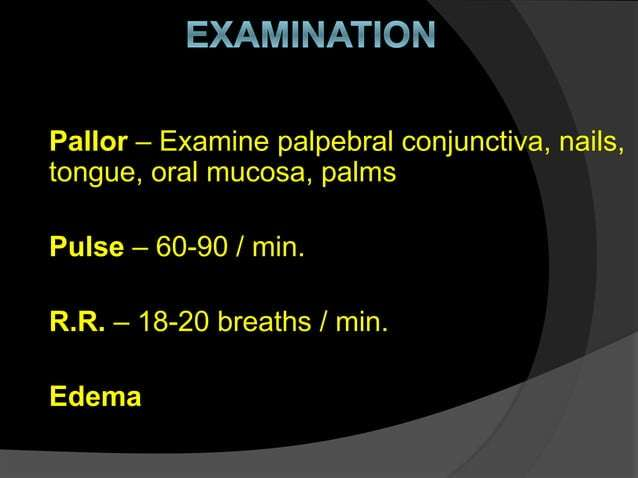 EXAMINATION
Pallor – Examine palpebral conjunctiva, nails,
tongue, oral mucosa, palms
Pulse – 60-90 / min.
R.R. – 18-20 breaths / min.
Edema